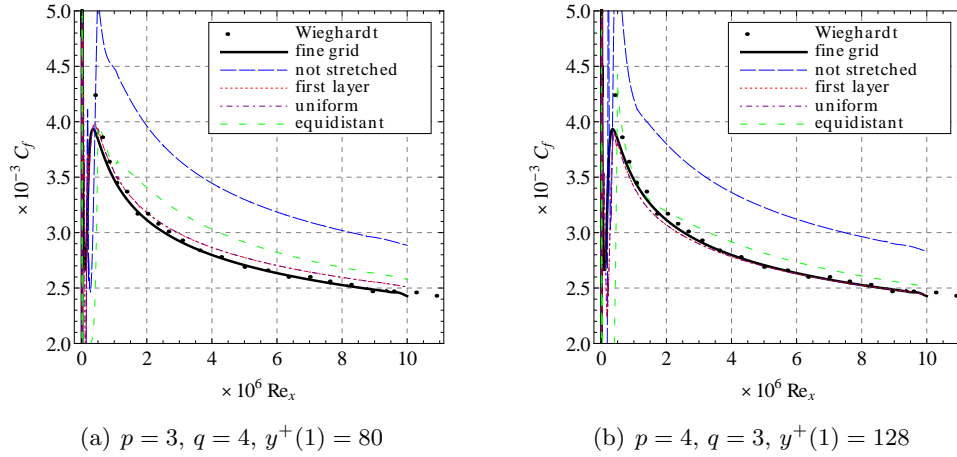 5.0
4.5
4.0
3.5
3.0
2.5
2.0
× 10⁻³ C_f
0 2 4 6 8 10
× 10⁶ Re_x
Wieghardt
fine grid
not stretched
first layer
uniform
equidistant
(a) p = 3, q = 4, y⁺(1) = 80
5.0
4.5
4.0
3.5
3.0
2.5
2.0
× 10⁻³ C_f
0 2 4 6 8 10
× 10⁶ Re_x
Wieghardt
fine grid
not stretched
first layer
uniform
equidistant
(b) p = 4, q = 3, y⁺(1) = 128